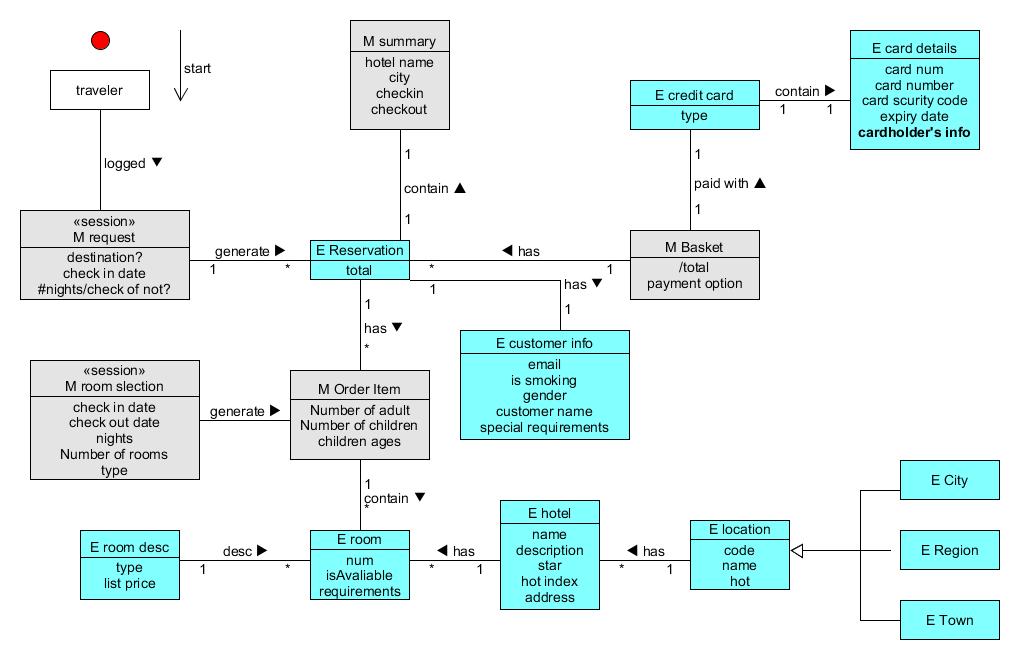 start
traveler
logged ▼
«session»
M request
destination?
check in date
#nights/check of not?
generate ▶
1
*
M summary
hotel name
city
checkin
checkout
1
contain ▲
1
E Reservation
total
◀ has
*
1
E credit card
type
contain ▶
1
1
E card details
card num
card number
card scurity code
expiry date
cardholder's info
1
paid with ▲
1
M Basket
/total
payment option
1
has ▼
1
E customer info
email
is smoking
gender
customer name
special requirements
1
has ▼
*
«session»
M room slection
check in date
check out date
nights
Number of rooms
type
generate ▶
M Order Item
Number of adult
Number of children
children ages
1
contain ▼
*
E room desc
type
list price
desc ▶
1
*
E room
num
isAvaliable
requirements
◀ has
*
1
E hotel
name
description
star
hot index
address
◀ has
*
1
E location
code
name
hot
E City
E Region
E Town